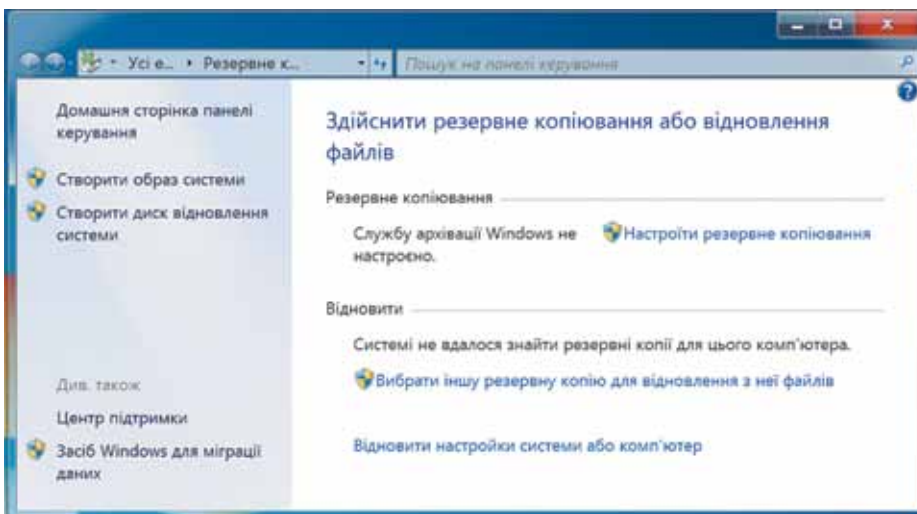 Усі е... Резервне к...
Пошук на панелі керування
Домашня сторінка панелі
керування
Створити образ системи
Створити диск відновлення
системи
Див. також
Центр підтримки
Засіб Windows для міграції
даних
Здійснити резервне копіювання або відновлення
файлів
Резервне копіювання
Службу архівації Windows не
настроєно.
Настроїти резервне копіювання
Відновити
Системі не вдалося знайти резервні копії для цього комп'ютера.
Вибрати іншу резервну копію для відновлення з неї файлів
Відновити настройки системи або комп'ютер